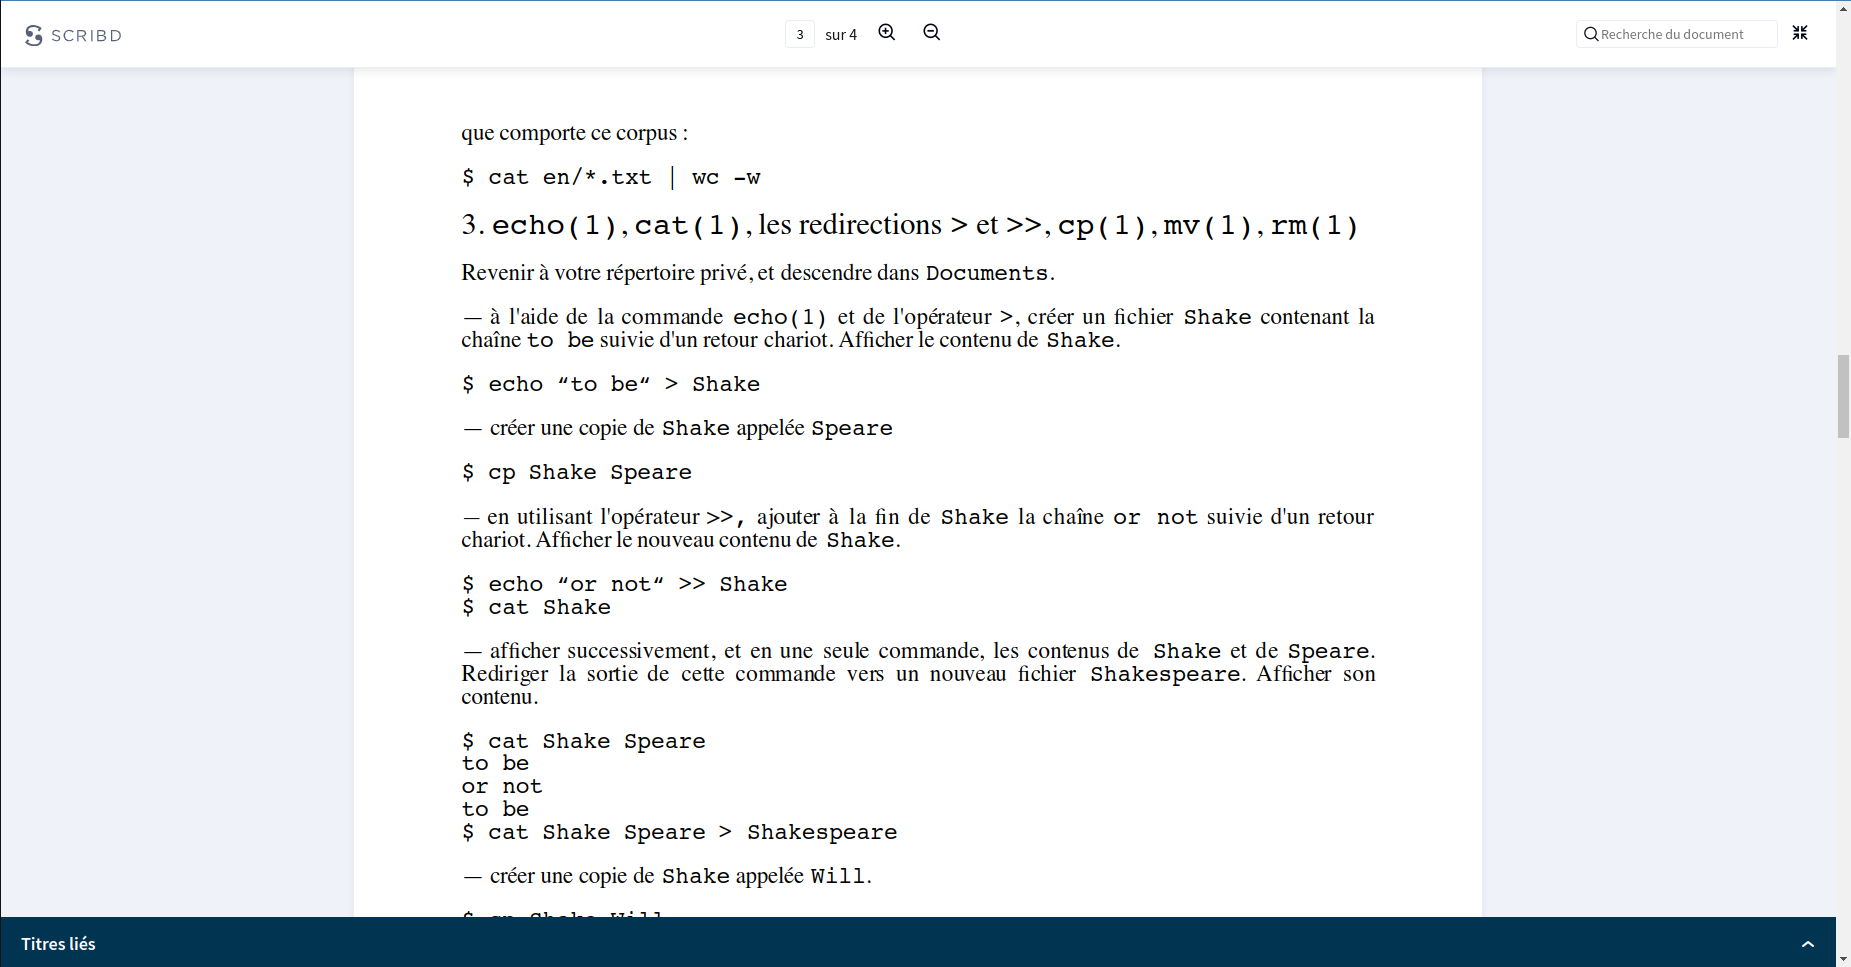 SCRIBD
3 sur 4
Recherche du document
que comporte ce corpus :
$ cat en/*.txt | wc -w
3. echo(1), cat(1), les redirections > et >>, cp(1), mv(1), rm(1)
Revenir à votre répertoire privé, et descendre dans Documents.
— à l'aide de la commande echo(1) et de l'opérateur >, créer un fichier Shake contenant la
chaîne to be suivie d'un retour chariot. Afficher le contenu de Shake.
$ echo “to be“ > Shake
— créer une copie de Shake appelée Speare
$ cp Shake Speare
— en utilisant l'opérateur >>, ajouter à la fin de Shake la chaîne or not suivie d'un retour
chariot. Afficher le nouveau contenu de Shake.
$ echo “or not“ >> Shake
$ cat Shake
— afficher successivement, et en une seule commande, les contenus de Shake et de Speare.
Rediriger la sortie de cette commande vers un nouveau fichier Shakespeare. Afficher son
contenu.
$ cat Shake Speare
to be
or not
to be
$ cat Shake Speare > Shakespeare
— créer une copie de Shake appelée Will.
$ cp Shake Will
Titres liés